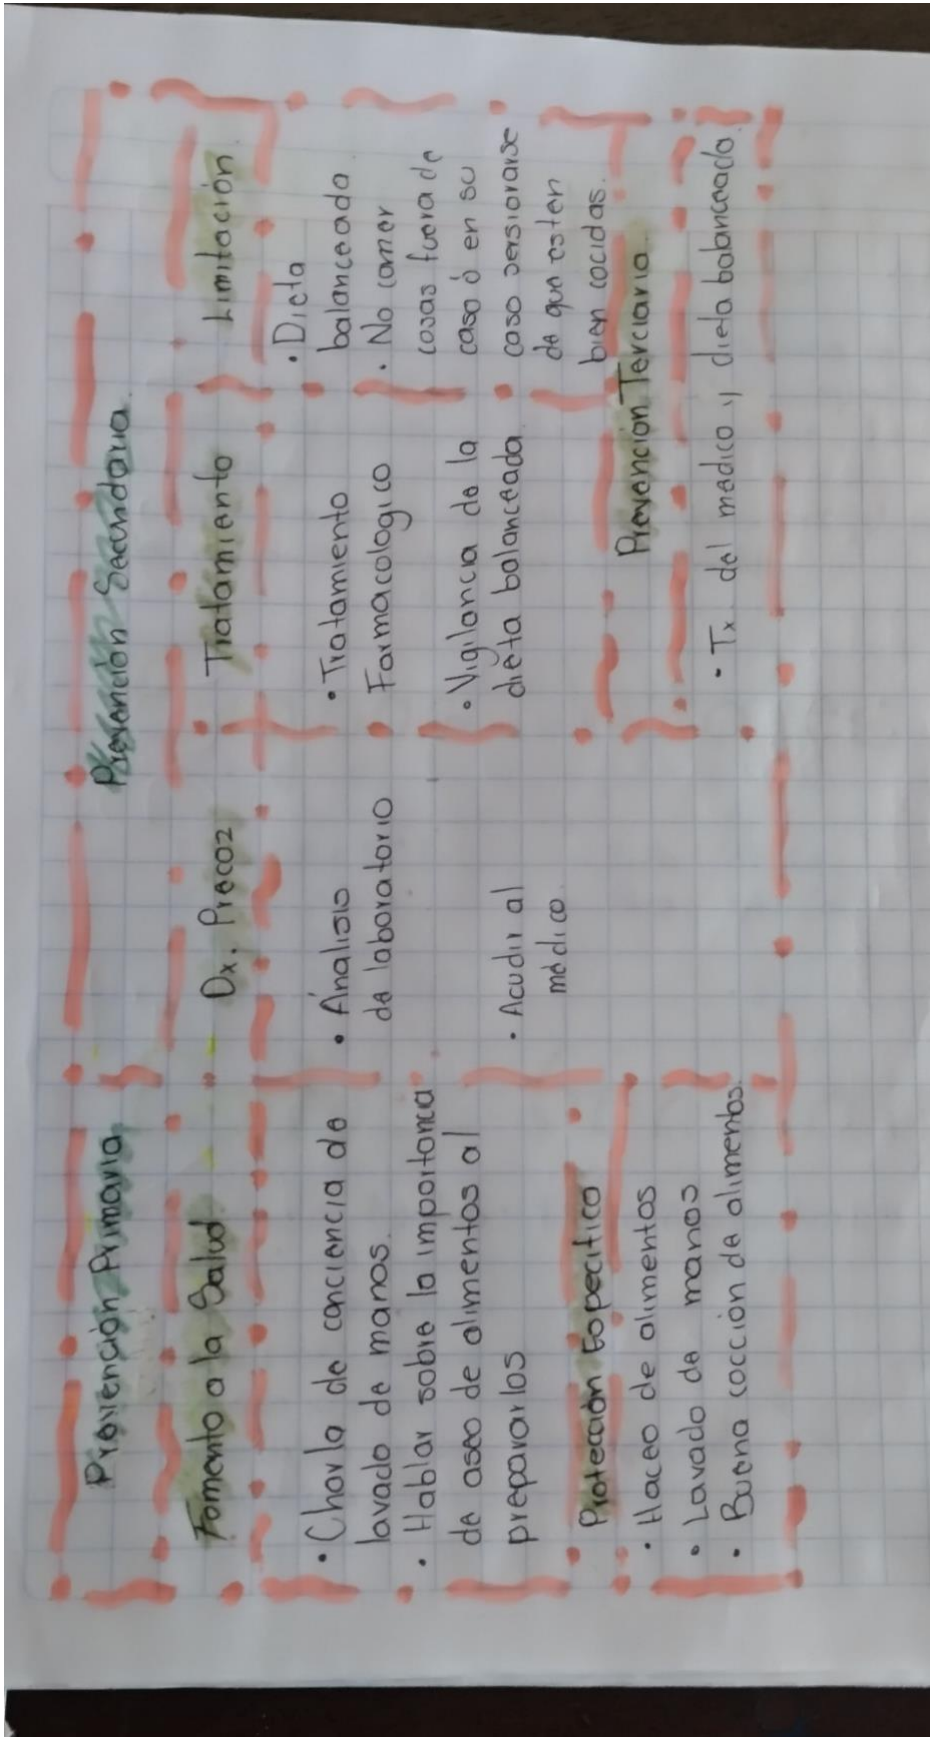 Prevención Primaria
Fomento a la Salud
• Charla de conciencia de
lavado de manos.
• Hablar sobre la importanca
de aseo de alimentos al
prepararlos
Protección Especifico
• Haceo de alimentos
• Lavado de manos
• Buena cocción de alimentos.
Prevención Secundaria.
Dx. Precoz
• Ánalisis
de laboratorio
• Acudir al
médico.
Tratamiento
• Tratamiento
Farmacologico
• Vigilancia de la
dieta balanceada
Limitación
• Dieta
balanceada
• No comer
cosas fuera de
casa ó en su
caso sersiorarse
de que esten
bien cocidas.
Prevención Terciaria.
• Tx. del medico y dieta balanceada.